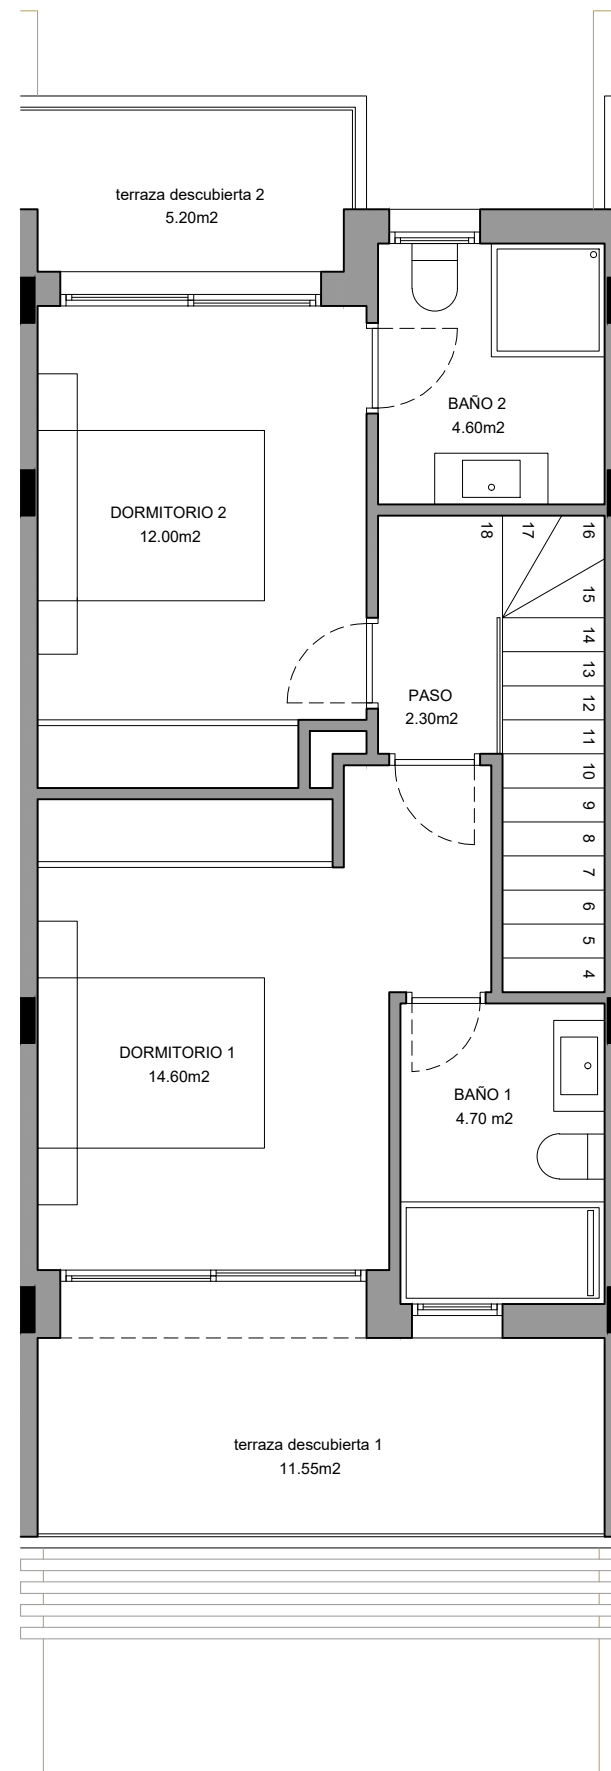 terraza descubierta 2
5.20m2
BAÑO 2
4.60m2
DORMITORIO 2
12.00m2
18
17
16
15
14
13
12
11
10
9
8
7
6
5
4
PASO
2.30m2
DORMITORIO 1
14.60m2
BAÑO 1
4.70 m2
terraza descubierta 1
11.55m2